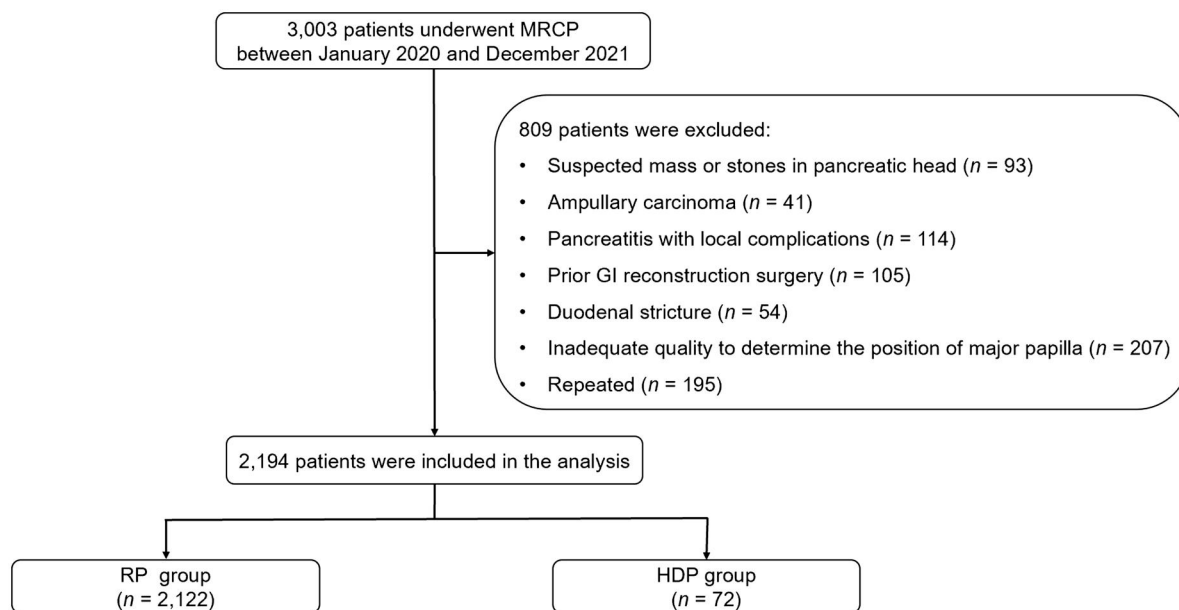 3,003 patients underwent MRCP
between January 2020 and December 2021
809 patients were excluded:
• Suspected mass or stones in pancreatic head (n = 93)
• Ampullary carcinoma (n = 41)
• Pancreatitis with local complications (n = 114)
• Prior GI reconstruction surgery (n = 105)
• Duodenal stricture (n = 54)
• Inadequate quality to determine the position of major papilla (n = 207)
• Repeated (n = 195)
2,194 patients were included in the analysis
RP group
(n = 2,122)
HDP group
(n = 72)